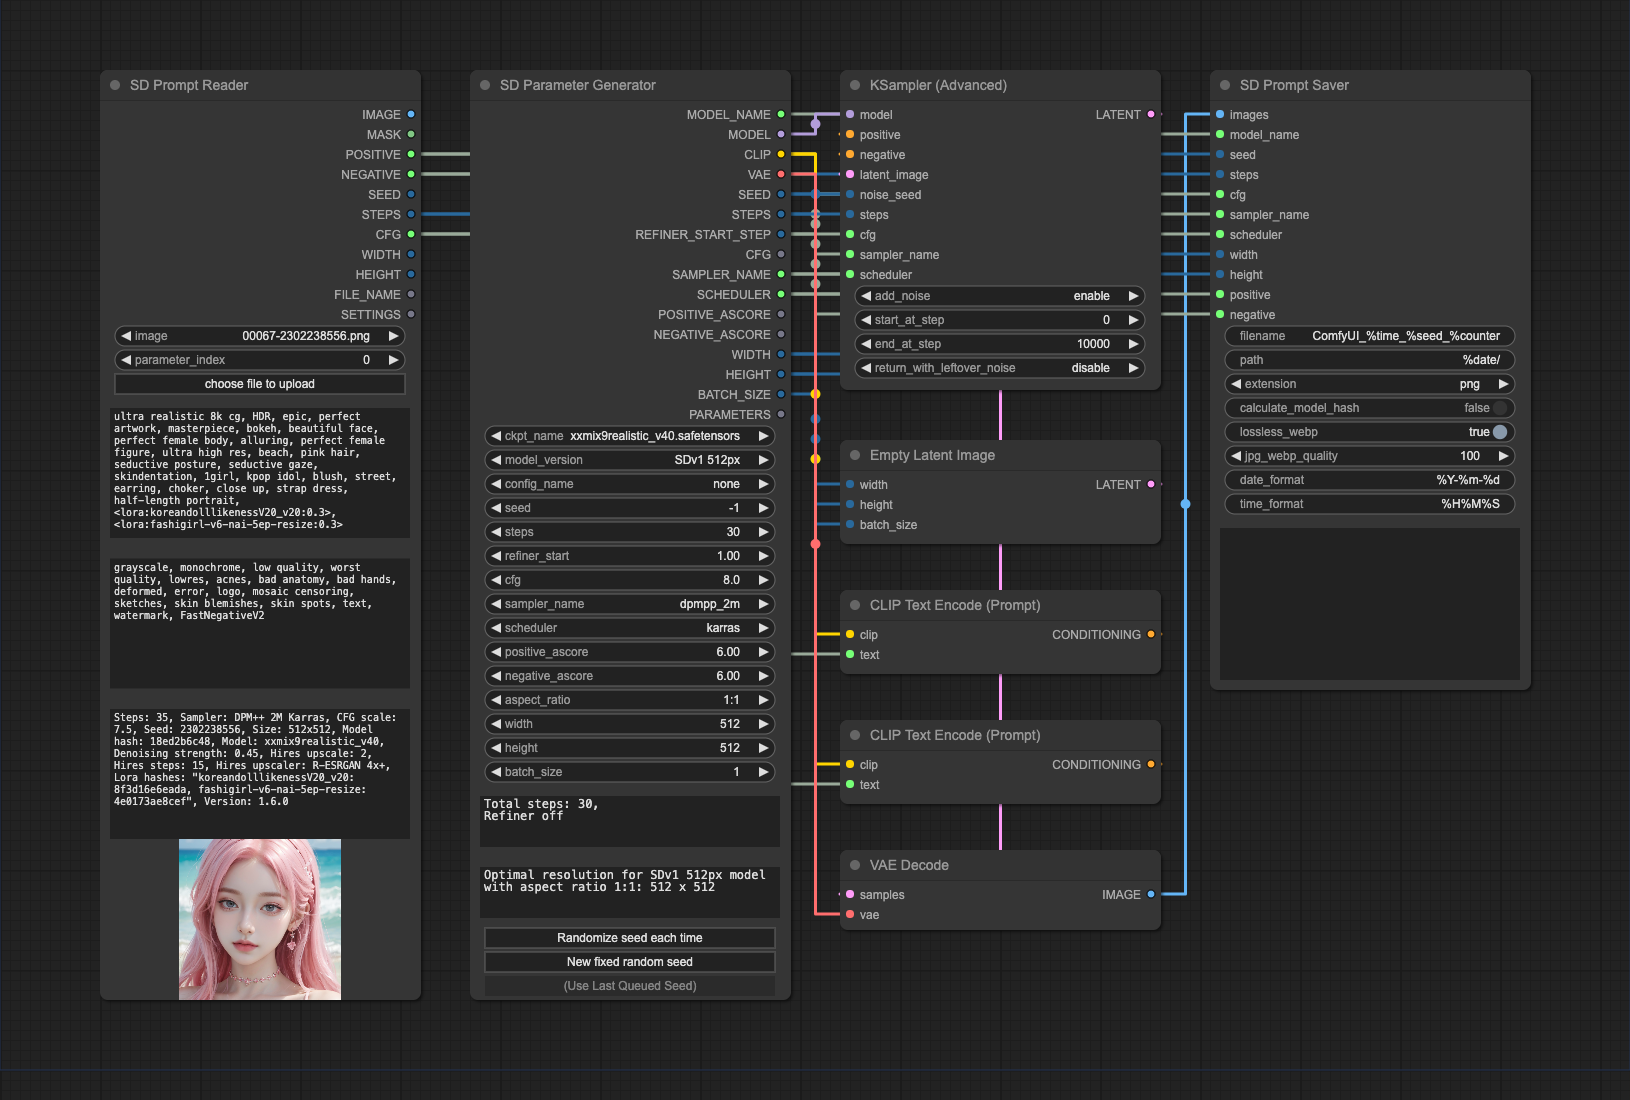 SD Prompt Reader
IMAGE
MASK
POSITIVE
NEGATIVE
SEED
STEPS
CFG
WIDTH
HEIGHT
FILE_NAME
SETTINGS
image 00067-2302238556.png
parameter_index 0
choose file to upload
ultra realistic 8k cg, HDR, epic, perfect
artwork, masterpiece, bokeh, beautiful face,
perfect female body, alluring, perfect female
figure, ultra high res, beach, pink hair,
seductive posture, seductive gaze,
skindentation, 1girl, kpop idol, blush, street,
earring, choker, close up, strap dress,
half-length portrait,
<lora:koreandolllikenessV20_v20:0.3>,
<lora:fashigirl-v6-nai-5ep-resize:0.3>
grayscale, monochrome, low quality, worst
quality, lowres, acnes, bad anatomy, bad hands,
deformed, error, logo, mosaic censoring,
sketches, skin blemishes, skin spots, text,
watermark, FastNegativeV2
Steps: 35, Sampler: DPM++ 2M Karras, CFG scale:
7.5, Seed: 2302238556, Size: 512x512, Model
hash: 18ed2b6c48, Model: xxmix9realistic_v40,
Denoising strength: 0.45, Hires upscale: 2,
Hires steps: 15, Hires upscaler: R-ESRGAN 4x+,
Lora hashes: "koreandolllikenessV20_v20:
8f3d16e6eada, fashigirl-v6-nai-5ep-resize:
4e0173ae8cef", Version: 1.6.0
SD Parameter Generator
MODEL_NAME
MODEL
CLIP
VAE
SEED
STEPS
REFINER_START_STEP
CFG
SAMPLER_NAME
SCHEDULER
POSITIVE_ASCORE
NEGATIVE_ASCORE
WIDTH
HEIGHT
BATCH_SIZE
PARAMETERS
ckpt_name xxmix9realistic_v40.safetensors
model_version SDv1 512px
config_name none
seed -1
steps 30
refiner_start 1.00
cfg 8.0
sampler_name dpmpp_2m
scheduler karras
positive_ascore 6.00
negative_ascore 6.00
aspect_ratio 1:1
width 512
height 512
batch_size 1
Total steps: 30,
Refiner off
Optimal resolution for SDv1 512px model
with aspect ratio 1:1: 512 x 512
Randomize seed each time
New fixed random seed
(Use Last Queued Seed)
KSampler (Advanced)
model LATENT
positive
negative
latent_image
noise_seed
steps
cfg
sampler_name
scheduler
add_noise enable
start_at_step 0
end_at_step 10000
return_with_leftover_noise disable
Empty Latent Image
width LATENT
height
batch_size
CLIP Text Encode (Prompt)
clip CONDITIONING
text
CLIP Text Encode (Prompt)
clip CONDITIONING
text
VAE Decode
samples IMAGE
vae
SD Prompt Saver
images
model_name
seed
steps
cfg
sampler_name
scheduler
width
height
positive
negative
filename ComfyUI_%time_%seed_%counter
path %date/
extension png
calculate_model_hash false
lossless_webp true
jpg_webp_quality 100
date_format %Y-%m-%d
time_format %H%M%S